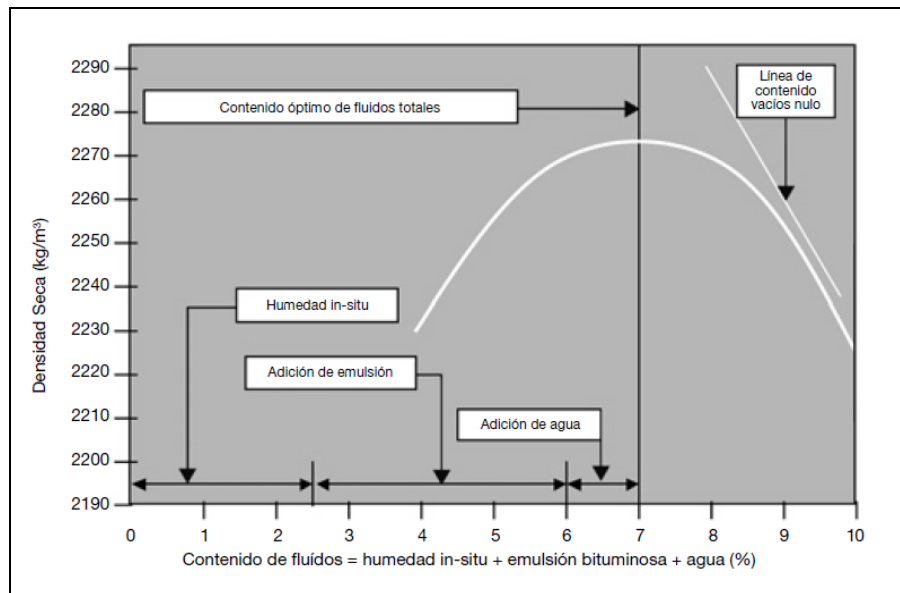 2290
2280
2270
2260
2250
2240
2230
2220
2210
2200
2190
Densidad Seca (kg/m³)
Contenido óptimo de fluidos totales
Línea de
contenido
vacíos nulo
Humedad in-situ
Adición de emulsión
Adición de agua
0 1 2 3 4 5 6 7 8 9 10
Contenido de fluídos = humedad in-situ + emulsión bituminosa + agua (%)